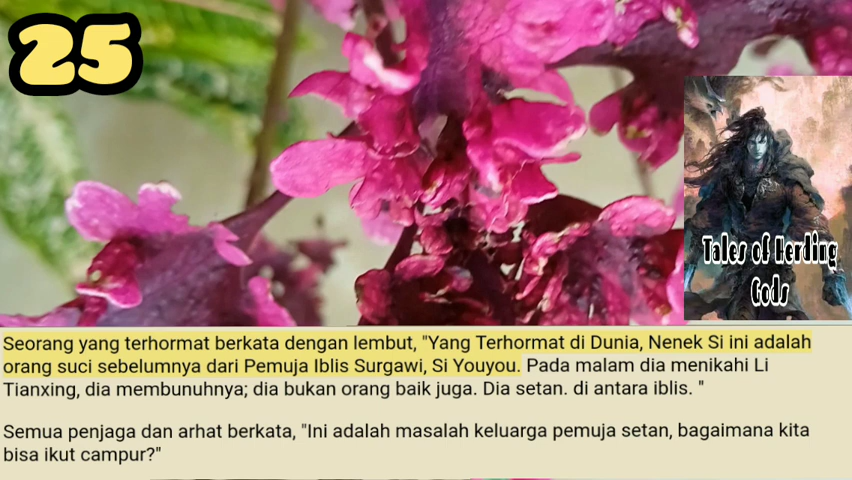 25
Tales of Herding
Gods
Seorang yang terhormat berkata dengan lembut, "Yang Terhormat di Dunia, Nenek Si ini adalah
orang suci sebelumnya dari Pemuja Iblis Surgawi, Si Youyou. Pada malam dia menikahi Li
Tianxing, dia membunuhnya; dia bukan orang baik juga. Dia setan. di antara iblis. "
Semua penjaga dan arhat berkata, "Ini adalah masalah keluarga pemuja setan, bagaimana kita
bisa ikut campur?"